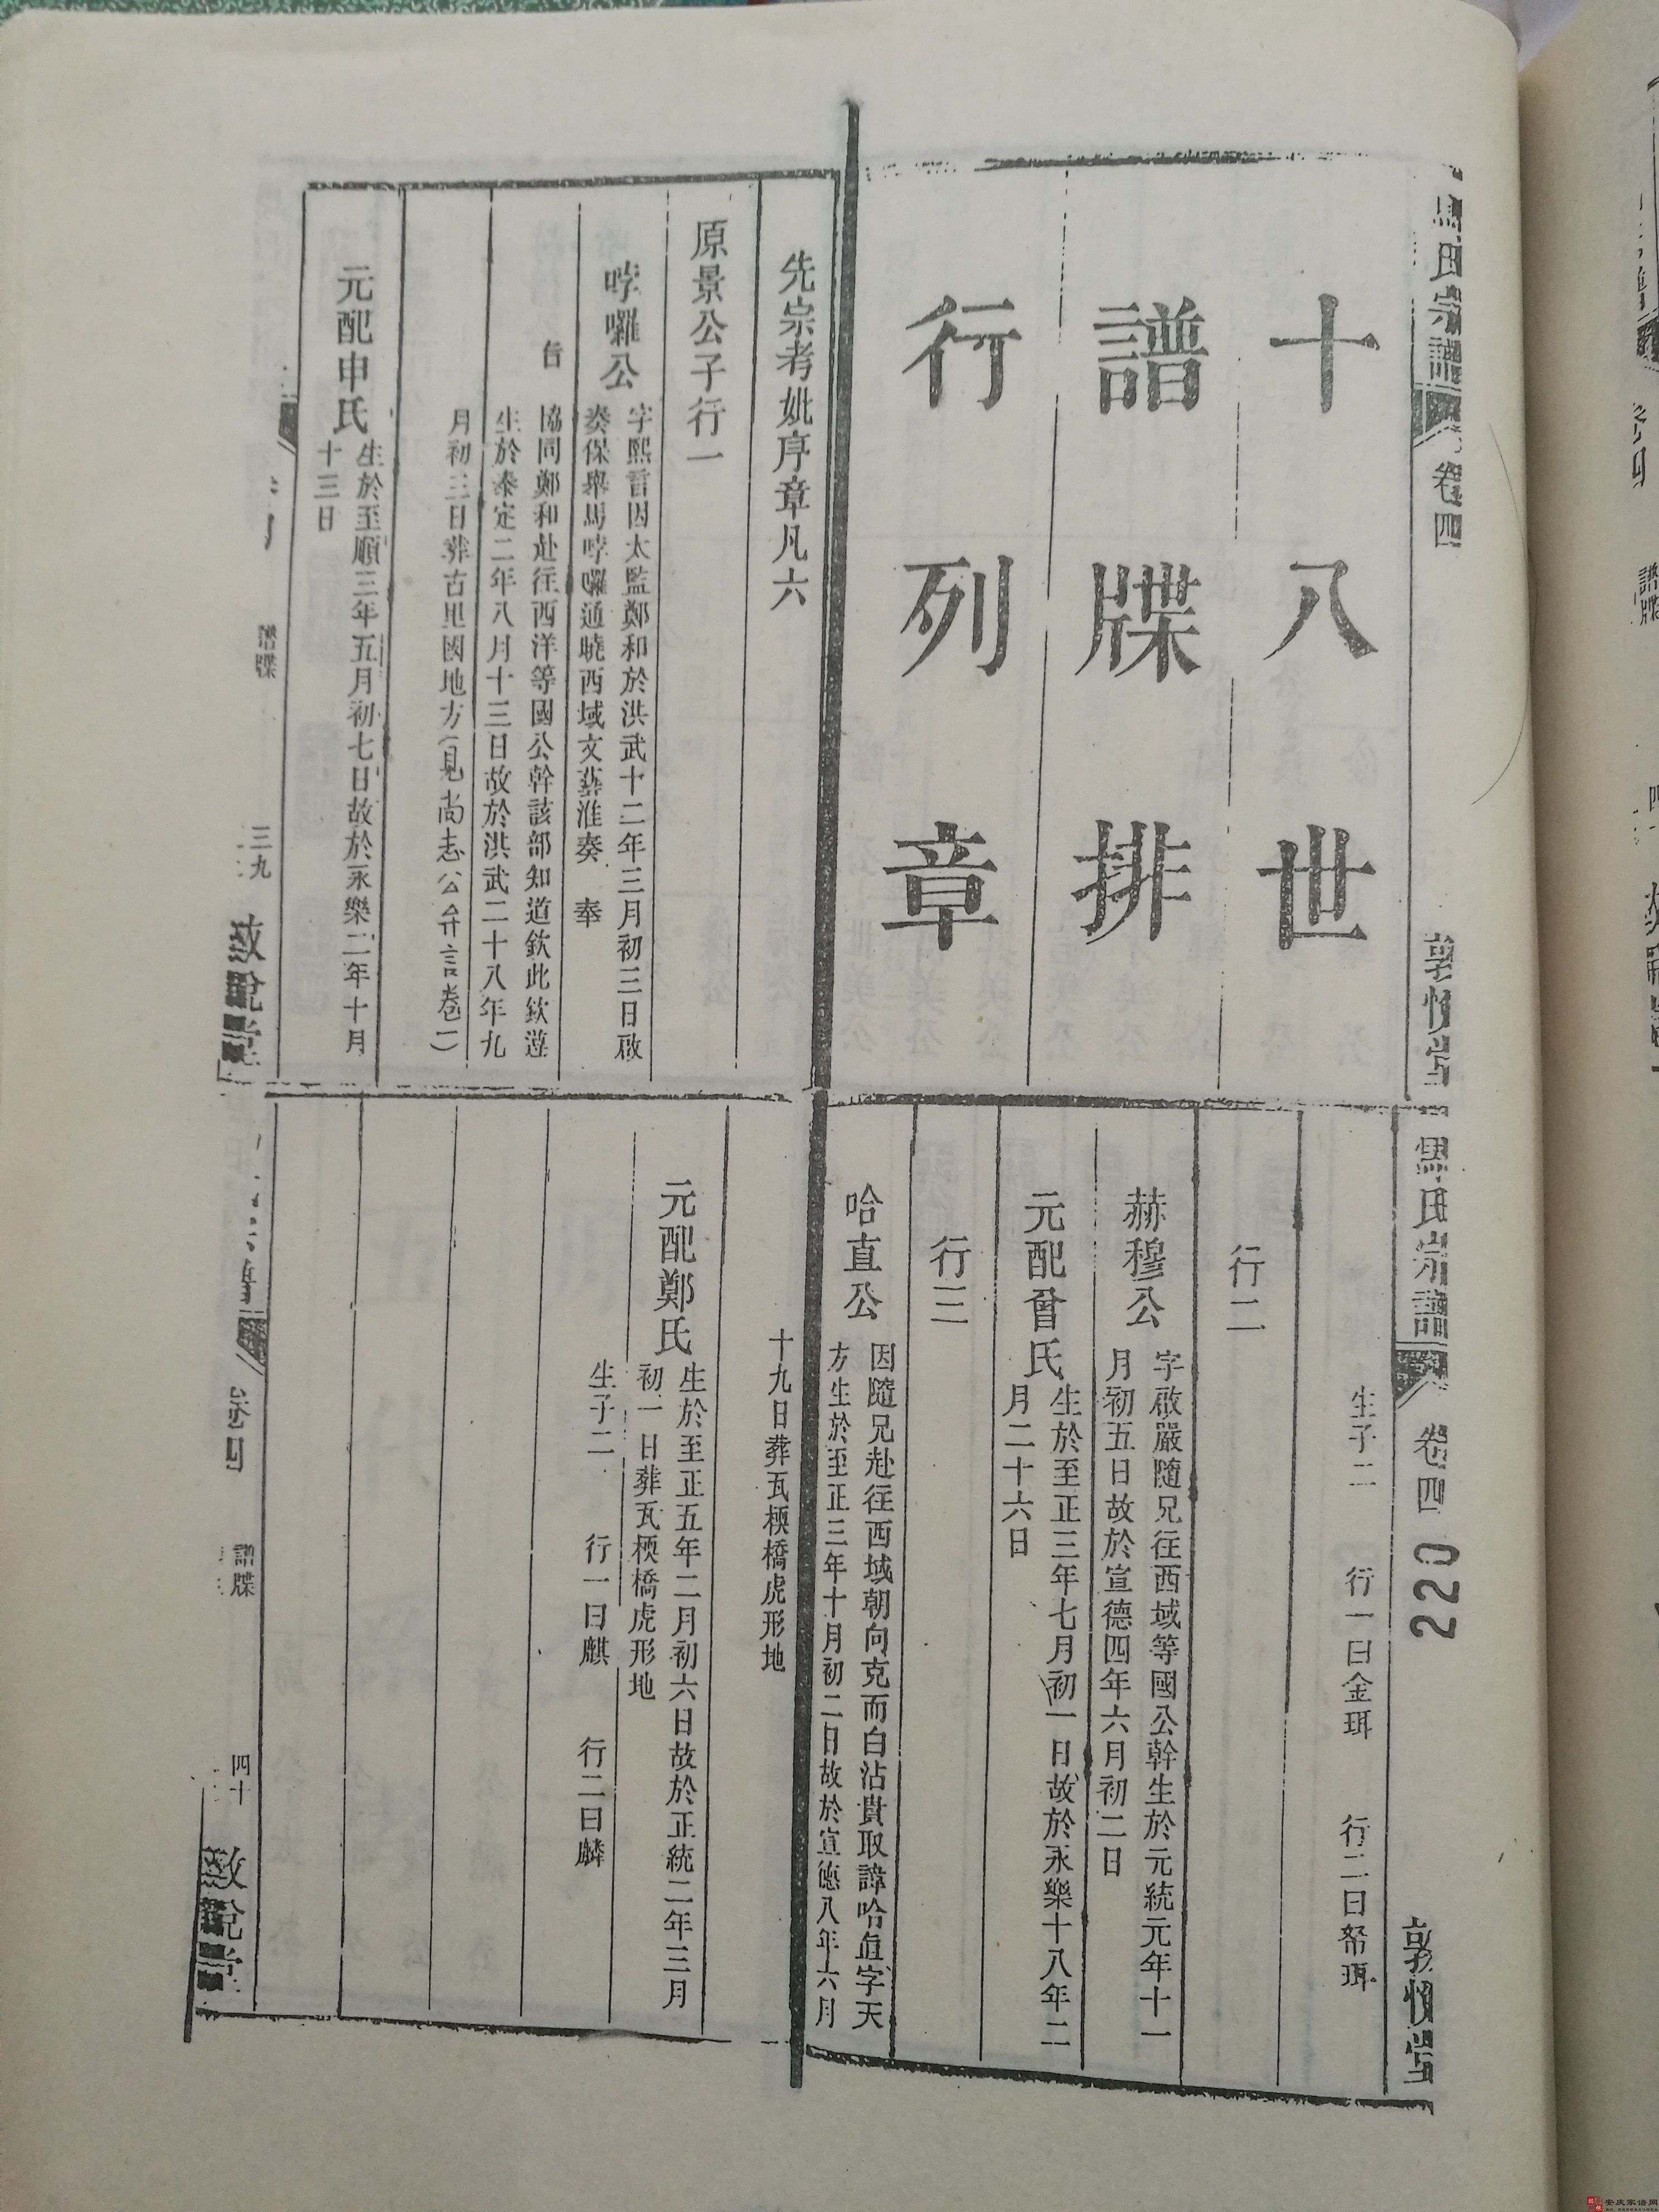 馬氏宗譜 卷四 敦悅堂
十八世
譜牒排
行列章
先宗考妣序章凡六
原景公子行一
哱囉公
字熙言因太監鄭和於洪武十二年三月初三日啟
奏保舉馬哱囉通曉西域文藝准奏 奉
旨 協同鄭和赴往西洋等國公幹該部知道欽此欽遵
生於泰定二年八月十三日故於洪武二十八年九
月初三日葬古里國地方(見尚志公弁言卷一)
元配申氏
生於至順三年五月初七日故於永樂二年十月
十三日
譜牒
三九
敦悅堂
馬氏宗譜 卷四 220 敦悅堂
生子二 行一曰金珥 行二曰帑珥
行二
赫穆公
字啟嚴隨兄往西域等國公幹生於元統元年十一
月初五日故於宣德四年六月初二日
元配曾氏
生於至正三年七月初一日故於永樂十八年二
月二十六日
行三
哈直公
因隨兄赴往西域朝向克而白沾貴取諱哈直字天
方生於至正三年十月初二日故於宣德八年六月
十九日葬瓦梗橋虎形地
元配鄭氏
生於至正五年二月初六日故於正統二年三月
初一日葬瓦梗橋虎形地
生子二 行一曰麒 行二曰麟
卷四
譜牒
四十
敦悅堂
安庆家谱网